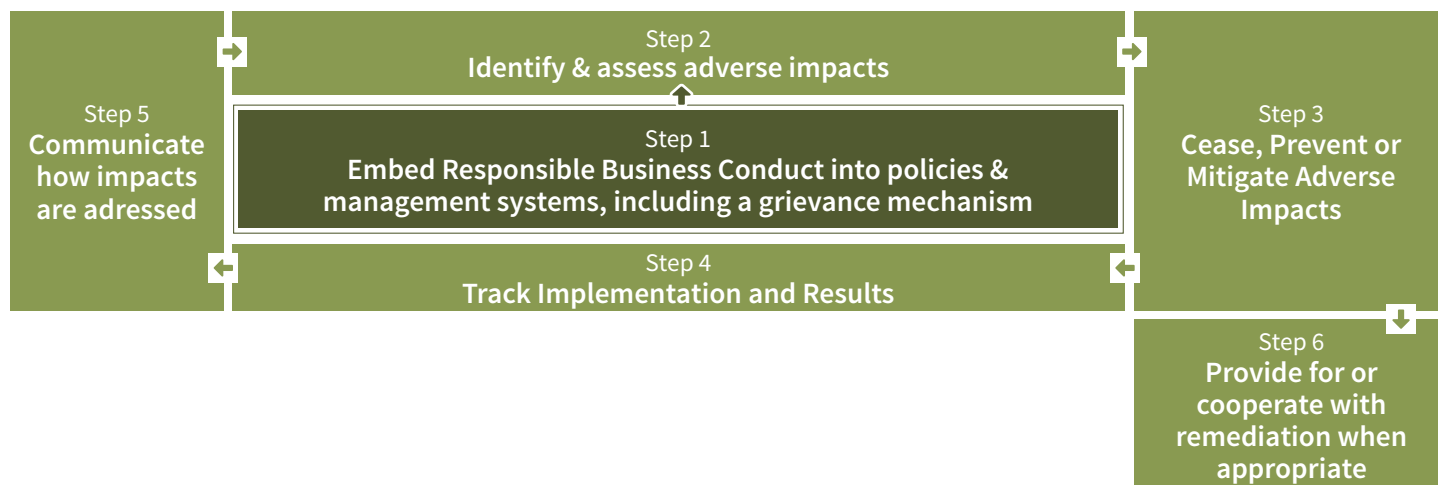 Step 2
Identify & assess adverse impacts
Step 5
Communicate
how impacts
are adressed
Step 1
Embed Responsible Business Conduct into policies &
management systems, including a grievance mechanism
Step 3
Cease, Prevent or
Mitigate Adverse
Impacts
Step 4
Track Implementation and Results
Step 6
Provide for or
cooperate with
remediation when
appropriate